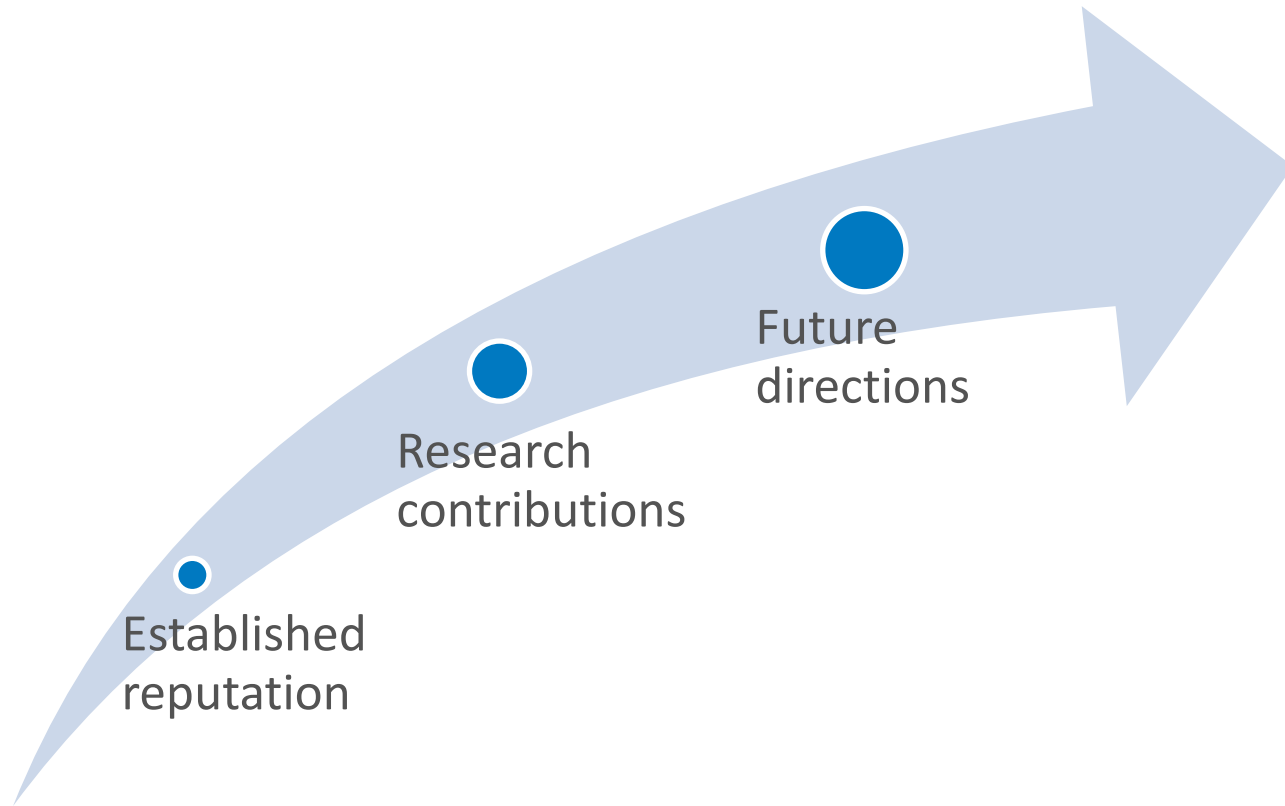 Future
directions
Research
contributions
Established
reputation